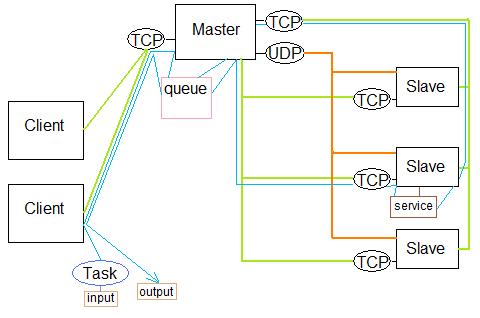 Master
TCP
TCP
UDP
queue
Slave
TCP
Client
Slave
TCP
service
Client
Slave
TCP
Task
input
output